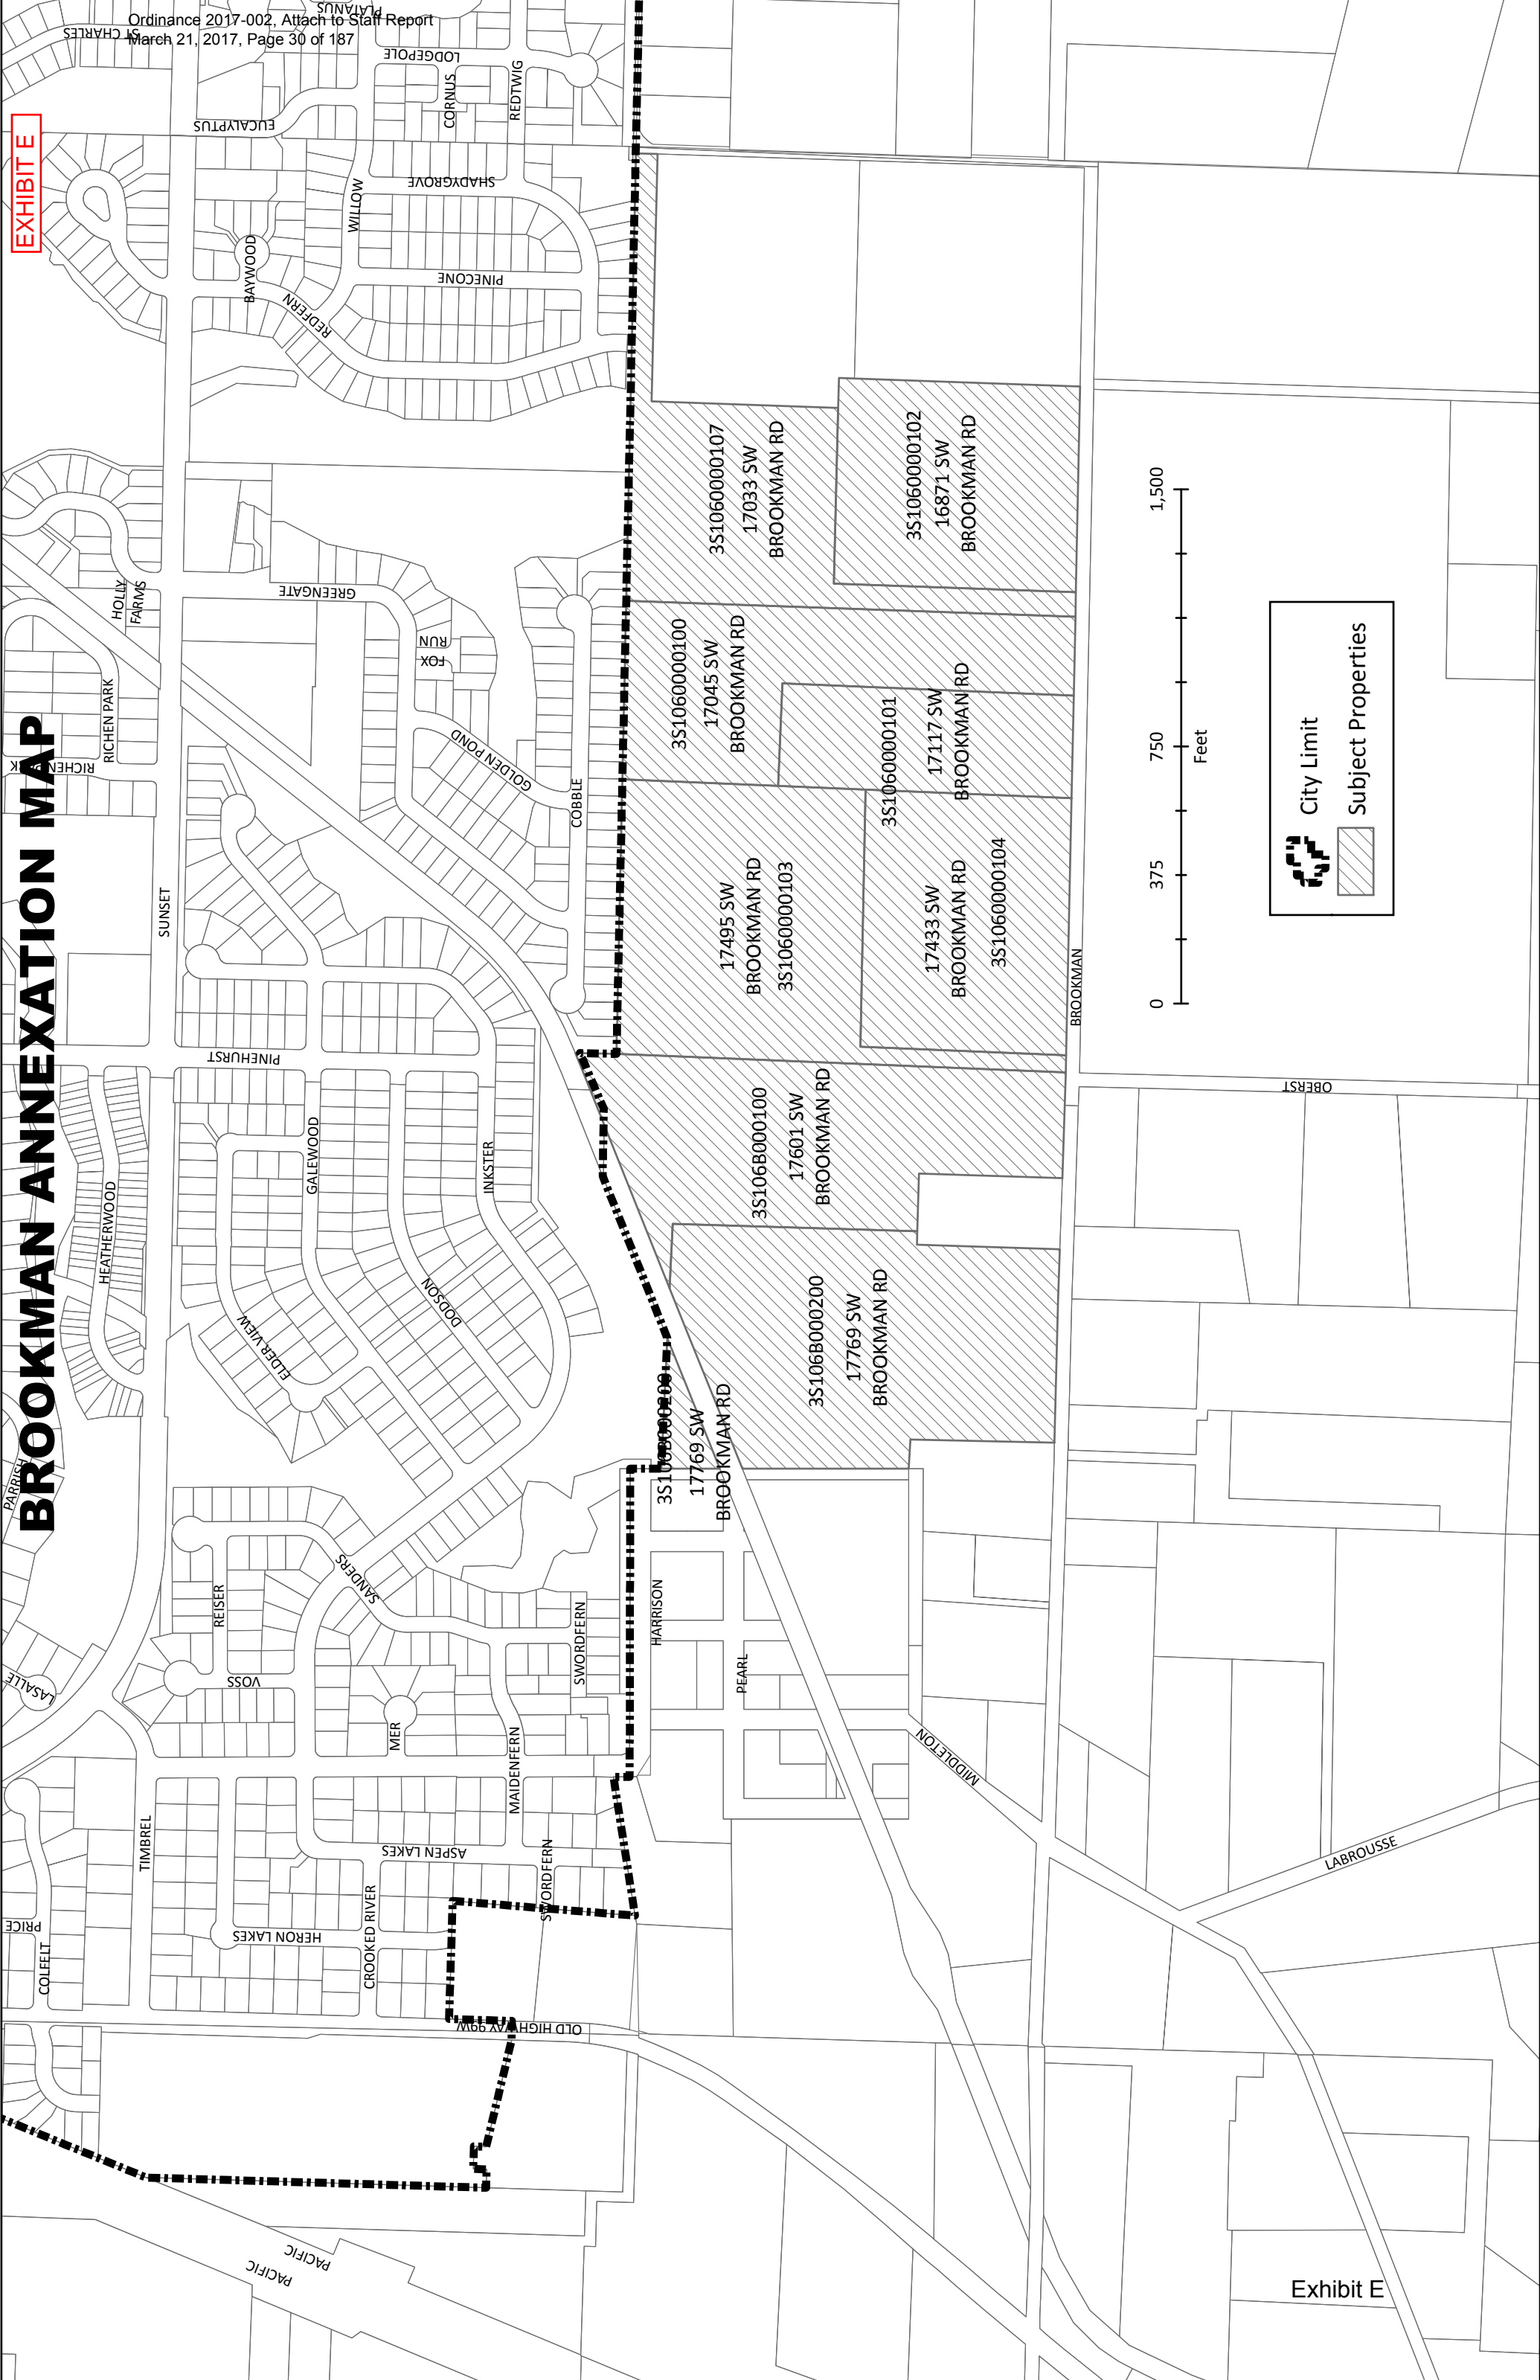 Ordinance 2017-002, Attach to Staff Report
March 21, 2017, Page 30 of 187
EXHIBIT E
BROOKMAN ANNEXATION MAP
PACIFIC
PACIFIC
PRICE
COLFELT
TIMBREL
HERON LAKES
CROOKED RIVER
ASPEN LAKES
OLD HIGHWAY 99W
SWORDFERN
MAIDENFERN
LASALLE
VOSS
REISER
MER
SANDERS
SWORDFERN
HARRISON
PEARL
MIDDLETON
LABROUSSE
PARRISH
HEATHERWOOD
ELDER VIEW
GALEWOOD
DODSON
INKSTER
PINEHURST
SUNSET
RICHEN PARK
RICHEN PARK
HOLLY
FARMS
GREENGATE
FOX
RUN
GOLDEN POND
COBBLE
ST CHARLES
EUCALYPTUS
BAYWOOD
REDFERN
WILLOW
PINECONE
SHADYGROVE
PLATANUS
LODGEPOLE
CORNUS
REDTWIG
3S106B000200
17769 SW
BROOKMAN RD
3S106B000200
17769 SW
BROOKMAN RD
3S106B000100
17601 SW
BROOKMAN RD
17495 SW
BROOKMAN RD
3S1060000103
17433 SW
BROOKMAN RD
3S1060000104
3S1060000100
17045 SW
BROOKMAN RD
3S1060000101
17117 SW
BROOKMAN RD
3S1060000107
17033 SW
BROOKMAN RD
3S1060000102
16871 SW
BROOKMAN RD
BROOKMAN
OBERST
0 375 750 1,500
Feet
City Limit
Subject Properties
Exhibit E